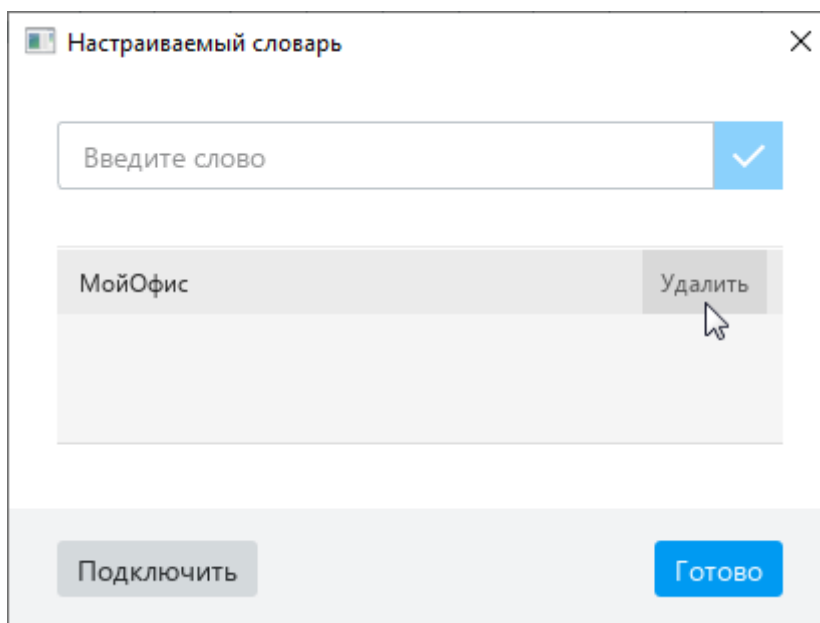 Настраиваемый словарь
Введите слово
МойОфис Удалить
Подключить Готово